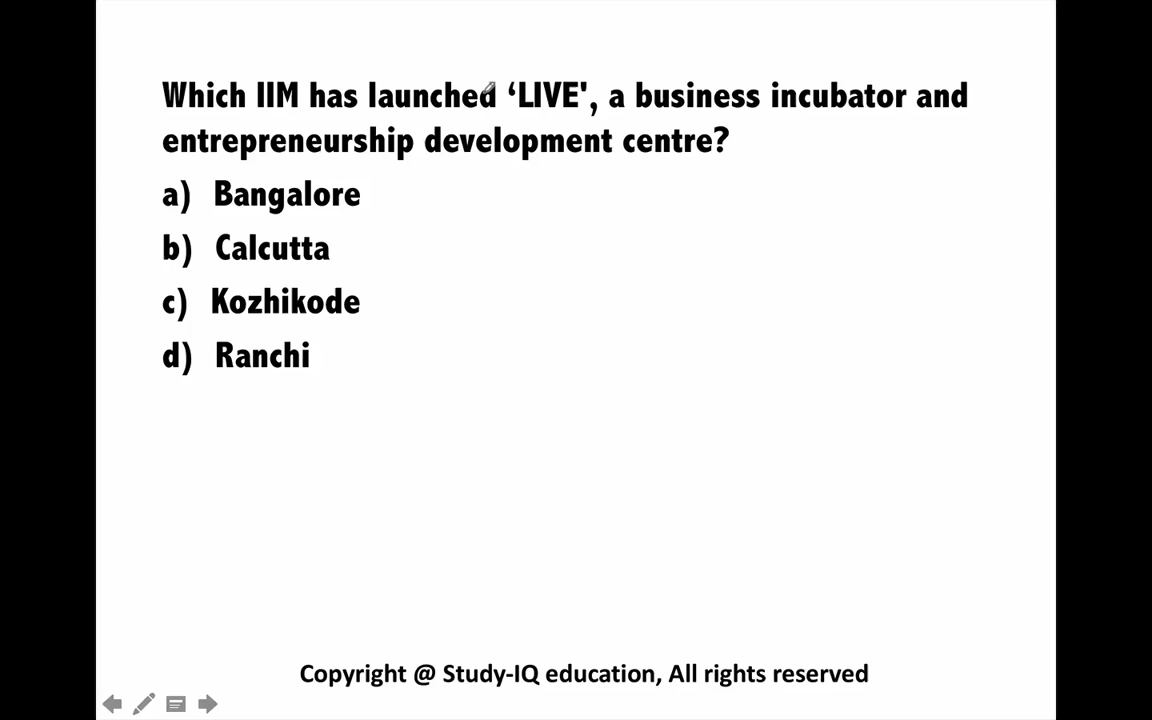 Which IIM has launched ‘LIVE', a business incubator and
entrepreneurship development centre?
a) Bangalore
b) Calcutta
c) Kozhikode
d) Ranchi
Copyright @ Study-IQ education, All rights reserved